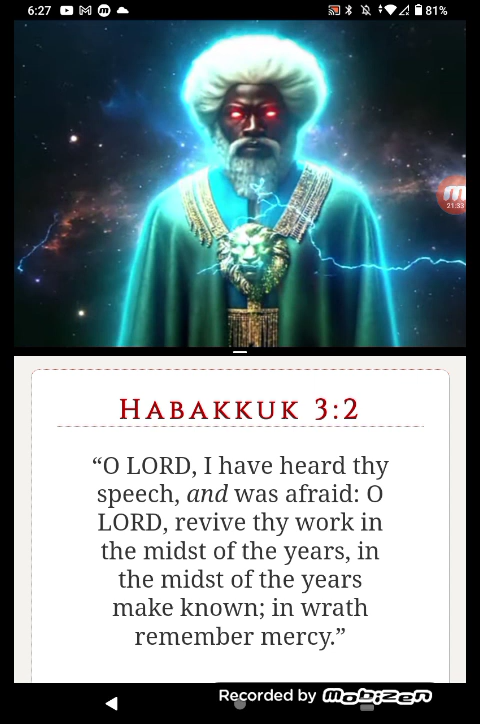 6:27
81%
m
21:33
HABAKKUK 3:2
“O LORD, I have heard thy
speech, and was afraid: O
LORD, revive thy work in
the midst of the years, in
the midst of the years
make known; in wrath
remember mercy.”
Recorded by Mobizen